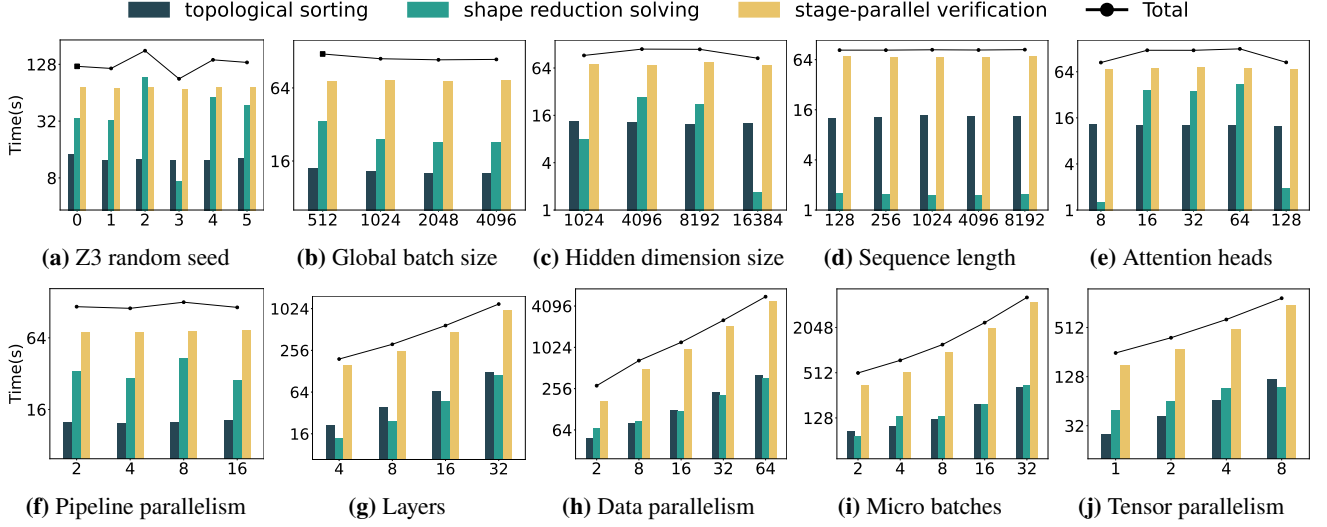 topological sorting shape reduction solving stage-parallel verification Total
Time(s)
128
32
8
0 1 2 3 4 5
(a) Z3 random seed
64
16
512 1024 2048 4096
(b) Global batch size
64
16
4
1
1024 4096 8192 16384
(c) Hidden dimension size
64
16
4
1
128 256 1024 4096 8192
(d) Sequence length
64
16
4
1
8 16 32 64 128
(e) Attention heads
Time(s)
64
16
2 4 8 16
(f) Pipeline parallelism
1024
256
64
16
4 8 16 32
(g) Layers
4096
1024
256
64
2 8 16 32 64
(h) Data parallelism
2048
512
128
2 4 8 16 32
(i) Micro batches
512
128
32
1 2 4 8
(j) Tensor parallelism